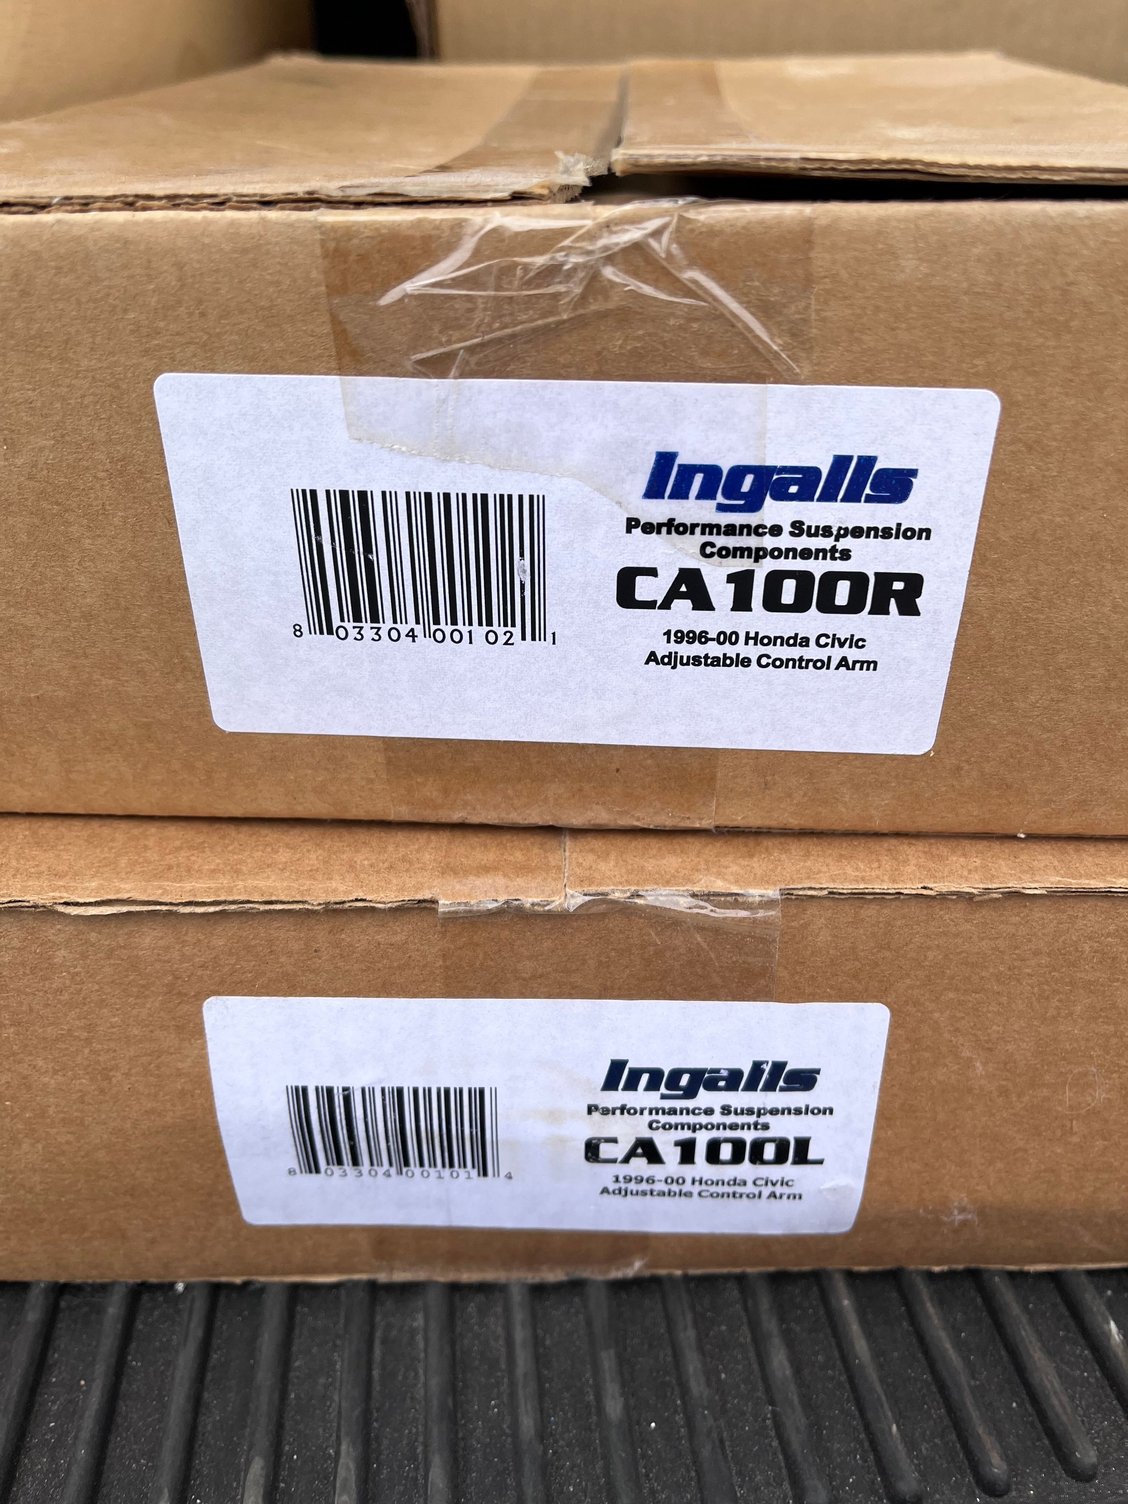 Ingalls
Performance Suspension
Components
CA100R
1996-00 Honda Civic
Adjustable Control Arm
8 03304 00102 1
Ingalls
Performance Suspension
Components
CA100L
1996-00 Honda Civic
Adjustable Control Arm
8 03304 00101 4